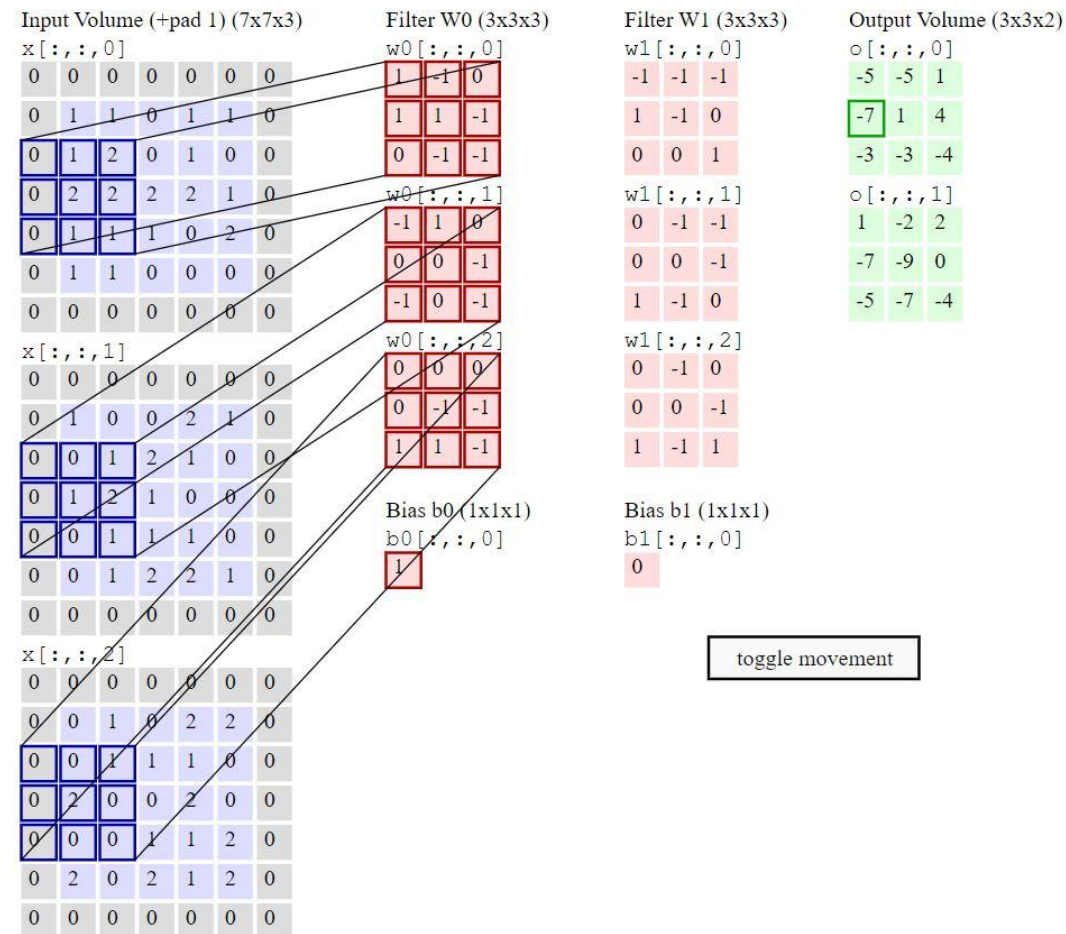 Input Volume (+pad 1) (7x7x3)
x[:,:,0]
0 0 0 0 0 0 0
0 1 1 0 1 1 0
0 1 2 0 1 0 0
0 2 2 2 2 1 0
0 1 1 1 0 2 0
0 1 1 0 0 0 0
0 0 0 0 0 0 0
x[:,:,1]
0 0 0 0 0 0 0
0 1 0 0 2 1 0
0 0 1 2 1 0 0
0 1 2 1 0 0 0
0 0 1 1 1 0 0
0 0 1 2 2 1 0
0 0 0 0 0 0 0
x[:,:,2]
0 0 0 0 0 0 0
0 0 1 0 2 2 0
0 0 1 1 1 0 0
0 2 0 0 2 0 0
0 0 0 1 1 2 0
0 2 0 2 1 2 0
0 0 0 0 0 0 0
Filter W0 (3x3x3)
w0[:,:,0]
1 -1 0
1 1 -1
0 -1 -1
w0[:,:,1]
-1 1 0
0 0 -1
-1 0 -1
w0[:,:,2]
0 0 0
0 -1 -1
1 1 -1
Bias b0 (1x1x1)
b0[:,:,0]
1
Filter W1 (3x3x3)
w1[:,:,0]
-1 -1 -1
1 -1 0
0 0 1
w1[:,:,1]
0 -1 -1
0 0 -1
1 -1 0
w1[:,:,2]
0 -1 0
0 0 -1
1 -1 1
Bias b1 (1x1x1)
b1[:,:,0]
0
Output Volume (3x3x2)
o[:,:,0]
-5 -5 1
-7 1 4
-3 -3 -4
o[:,:,1]
1 -2 2
-7 -9 0
-5 -7 -4
toggle movement